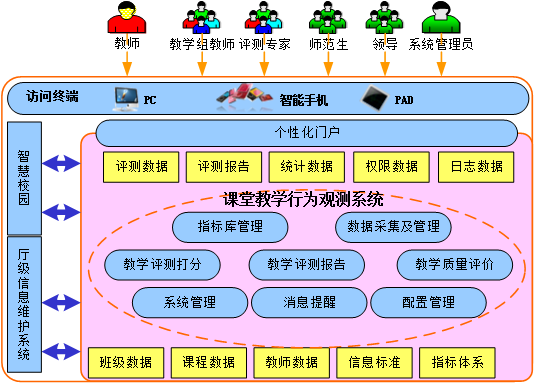 教师 教学组教师 评测专家 师范生 领导 系统管理员
访问终端 PC 智能手机 PAD
智慧校园
厅级信息维护系统
个性化门户
评测数据 评测报告 统计数据 权限数据 日志数据
课堂教学行为观测系统
指标库管理 数据采集及管理
教学评测打分 教学评测报告 教学质量评价
系统管理 消息提醒 配置管理
班级数据 课程数据 教师数据 信息标准 指标体系